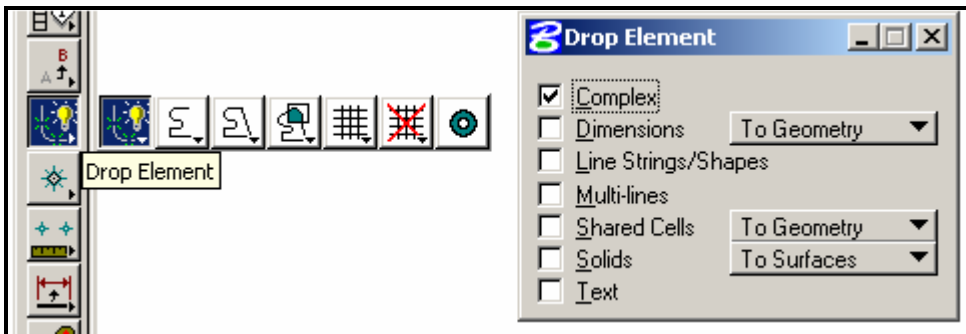 B
A
Drop Element
Drop Element
Complex
Dimensions To Geometry
Line Strings/Shapes
Multi-lines
Shared Cells To Geometry
Solids To Surfaces
Text